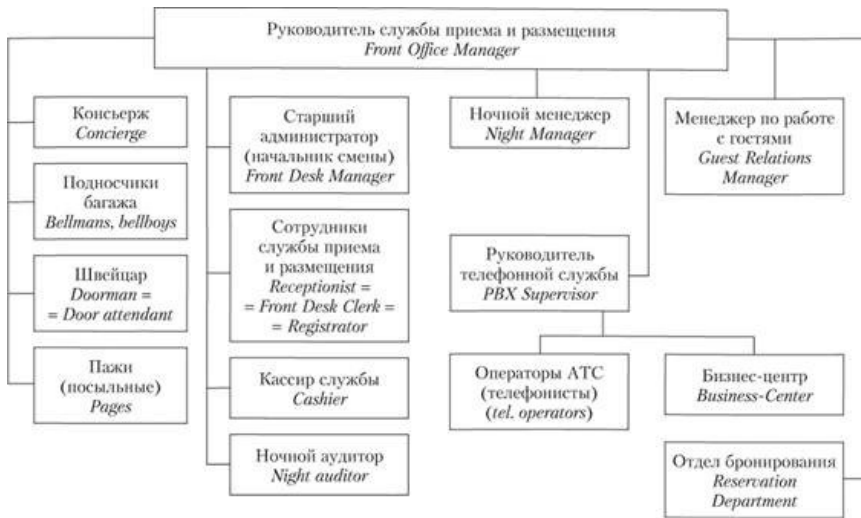 Руководитель службы приема и размещения
Front Office Manager
Консьерж
Concierge
Подносчики
багажа
Bellmans, bellboys
Швейцар
Doorman =
= Door attendant
Пажи
(посыльные)
Pages
Старший
администратор
(начальник смены)
Front Desk Manager
Сотрудники
службы приема
и размещения
Receptionist =
= Front Desk Clerk =
= Registrator
Кассир службы
Cashier
Ночной аудитор
Night auditor
Ночной менеджер
Night Manager
Руководитель
телефонной службы
PBX Supervisor
Операторы АТС
(телефонисты)
(tel. operators)
Менеджер по работе
с гостями
Guest Relations
Manager
Бизнес-центр
Business-Center
Отдел бронирования
Reservation
Department